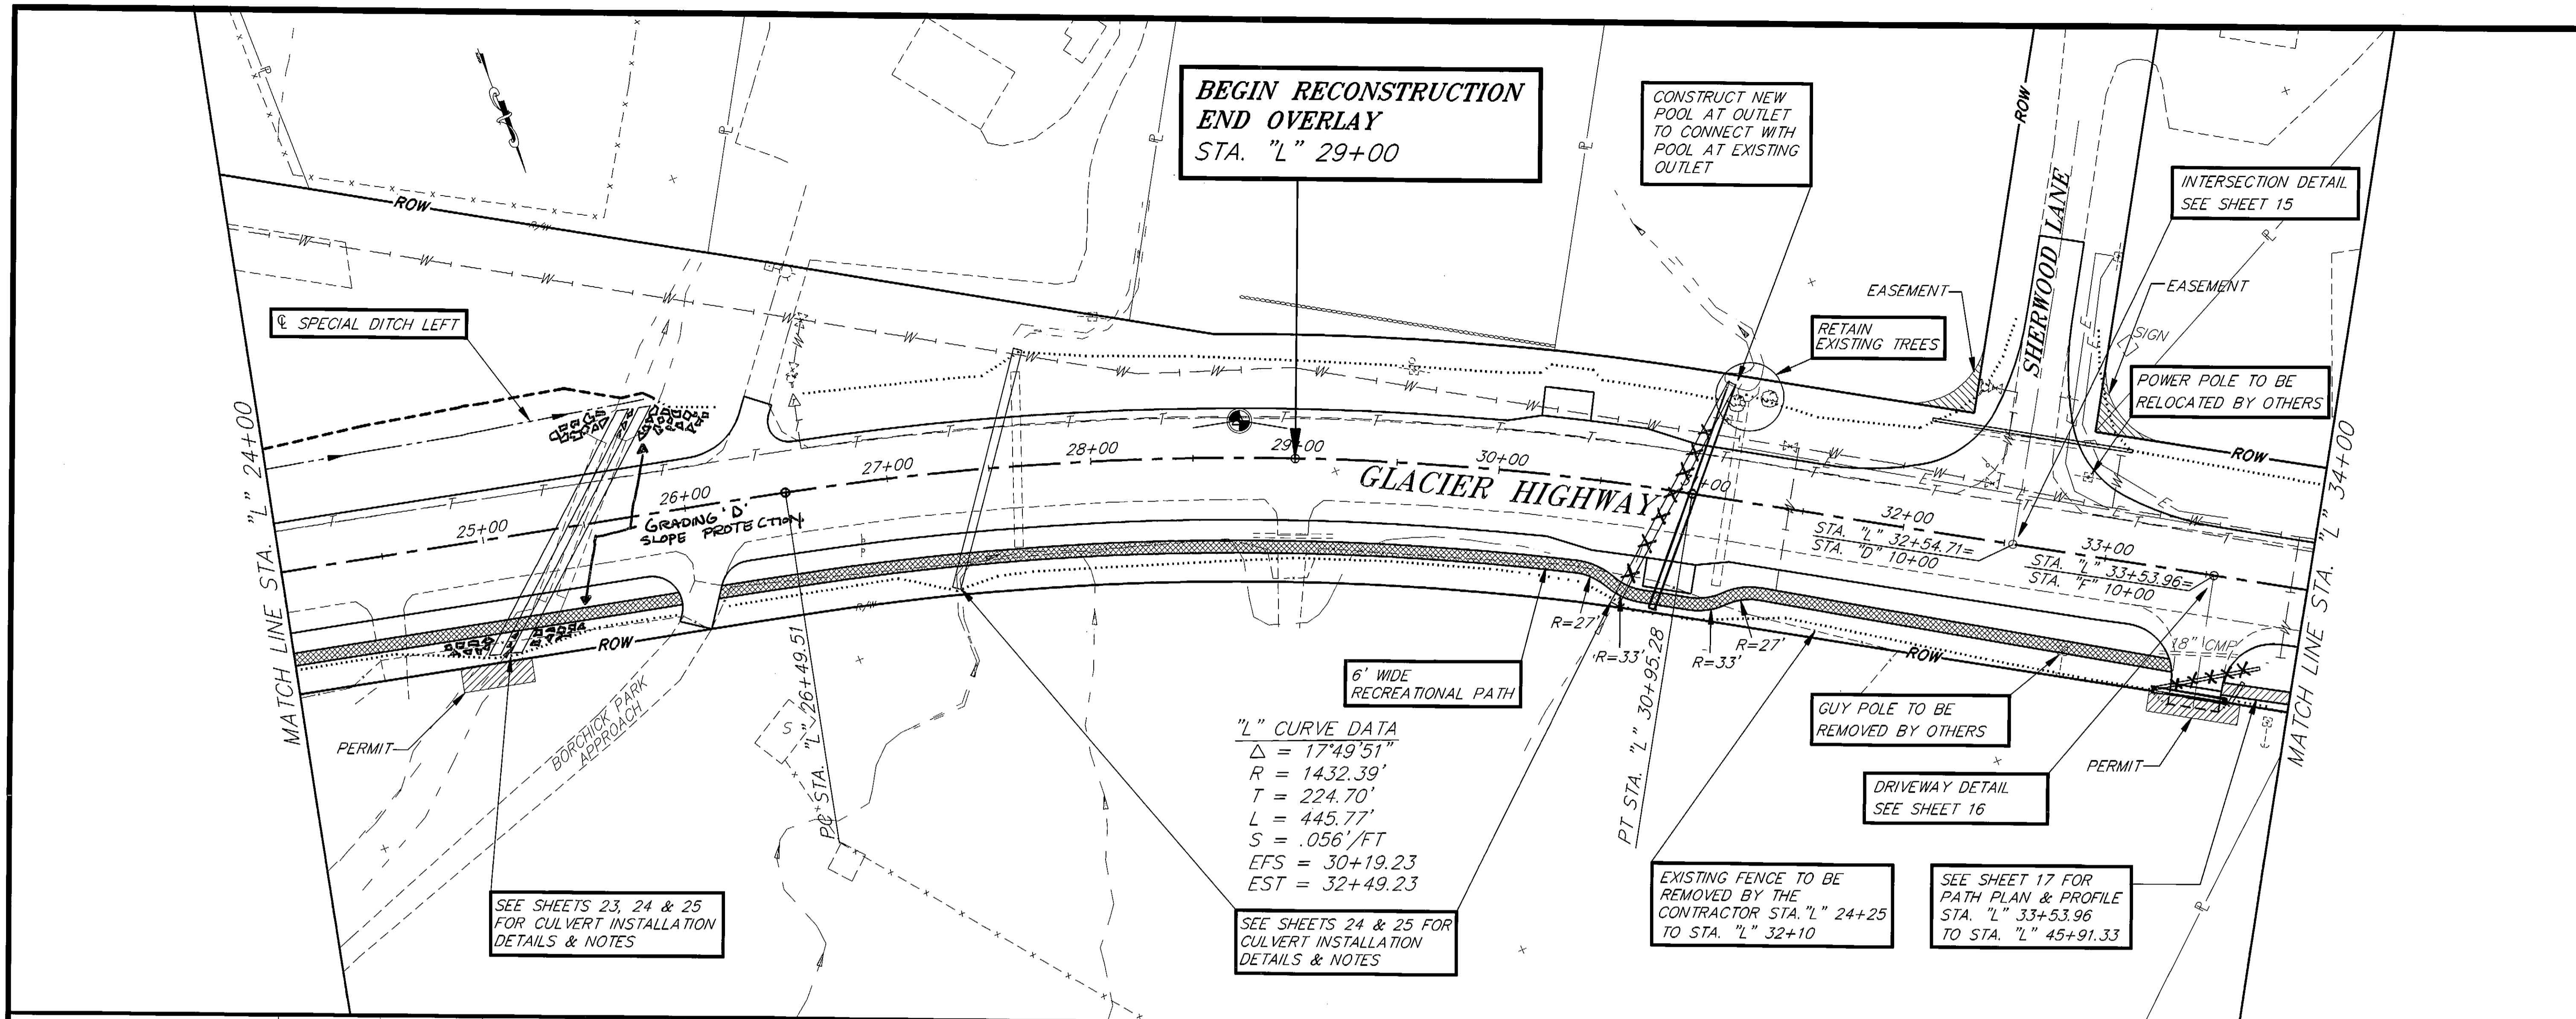 BEGIN RECONSTRUCTION
END OVERLAY
STA. "L" 29+00
CONSTRUCT NEW
POOL AT OUTLET
TO CONNECT WITH
POOL AT EXISTING
OUTLET
INTERSECTION DETAIL
SEE SHEET 15
ROW
ROW
R/W
SHERWOOD LANE
EASEMENT
EASEMENT
SIGN
RETAIN
EXISTING TREES
POWER POLE TO BE
RELOCATED BY OTHERS
℄ SPECIAL DITCH LEFT
MATCH LINE STA. "L" 24+00
MATCH LINE STA. "L" 34+00
ROW
25+00
26+00
27+00
28+00
29+00
30+00
+00
32+00
33+00
GRADING 'D'
SLOPE PROTECTION
GLACIER HIGHWAY
STA. "L" 32+54.71=
STA. "D" 10+00
STA. "L" 33+53.96=
STA. "F" 10+00
18" CMP
R=27'
R=33'
R=33'
R=27'
ROW
R/W
ROW
PERMIT
PERMIT
BORCHICK PARK
APPROACH
S
PC STA. "L" 26+49.51
PT STA. "L" 30+95.28
6' WIDE
RECREATIONAL PATH
"L" CURVE DATA
Δ = 17°49'51"
R = 1432.39'
T = 224.70'
L = 445.77'
S = .056'/FT
EFS = 30+19.23
EST = 32+49.23
GUY POLE TO BE
REMOVED BY OTHERS
DRIVEWAY DETAIL
SEE SHEET 16
SEE SHEETS 23, 24 & 25
FOR CULVERT INSTALLATION
DETAILS & NOTES
SEE SHEETS 24 & 25 FOR
CULVERT INSTALLATION
DETAILS & NOTES
EXISTING FENCE TO BE
REMOVED BY THE
CONTRACTOR STA."L" 24+25
TO STA. "L" 32+10
SEE SHEET 17 FOR
PATH PLAN & PROFILE
STA. "L" 33+53.96
TO STA. "L" 45+91.33